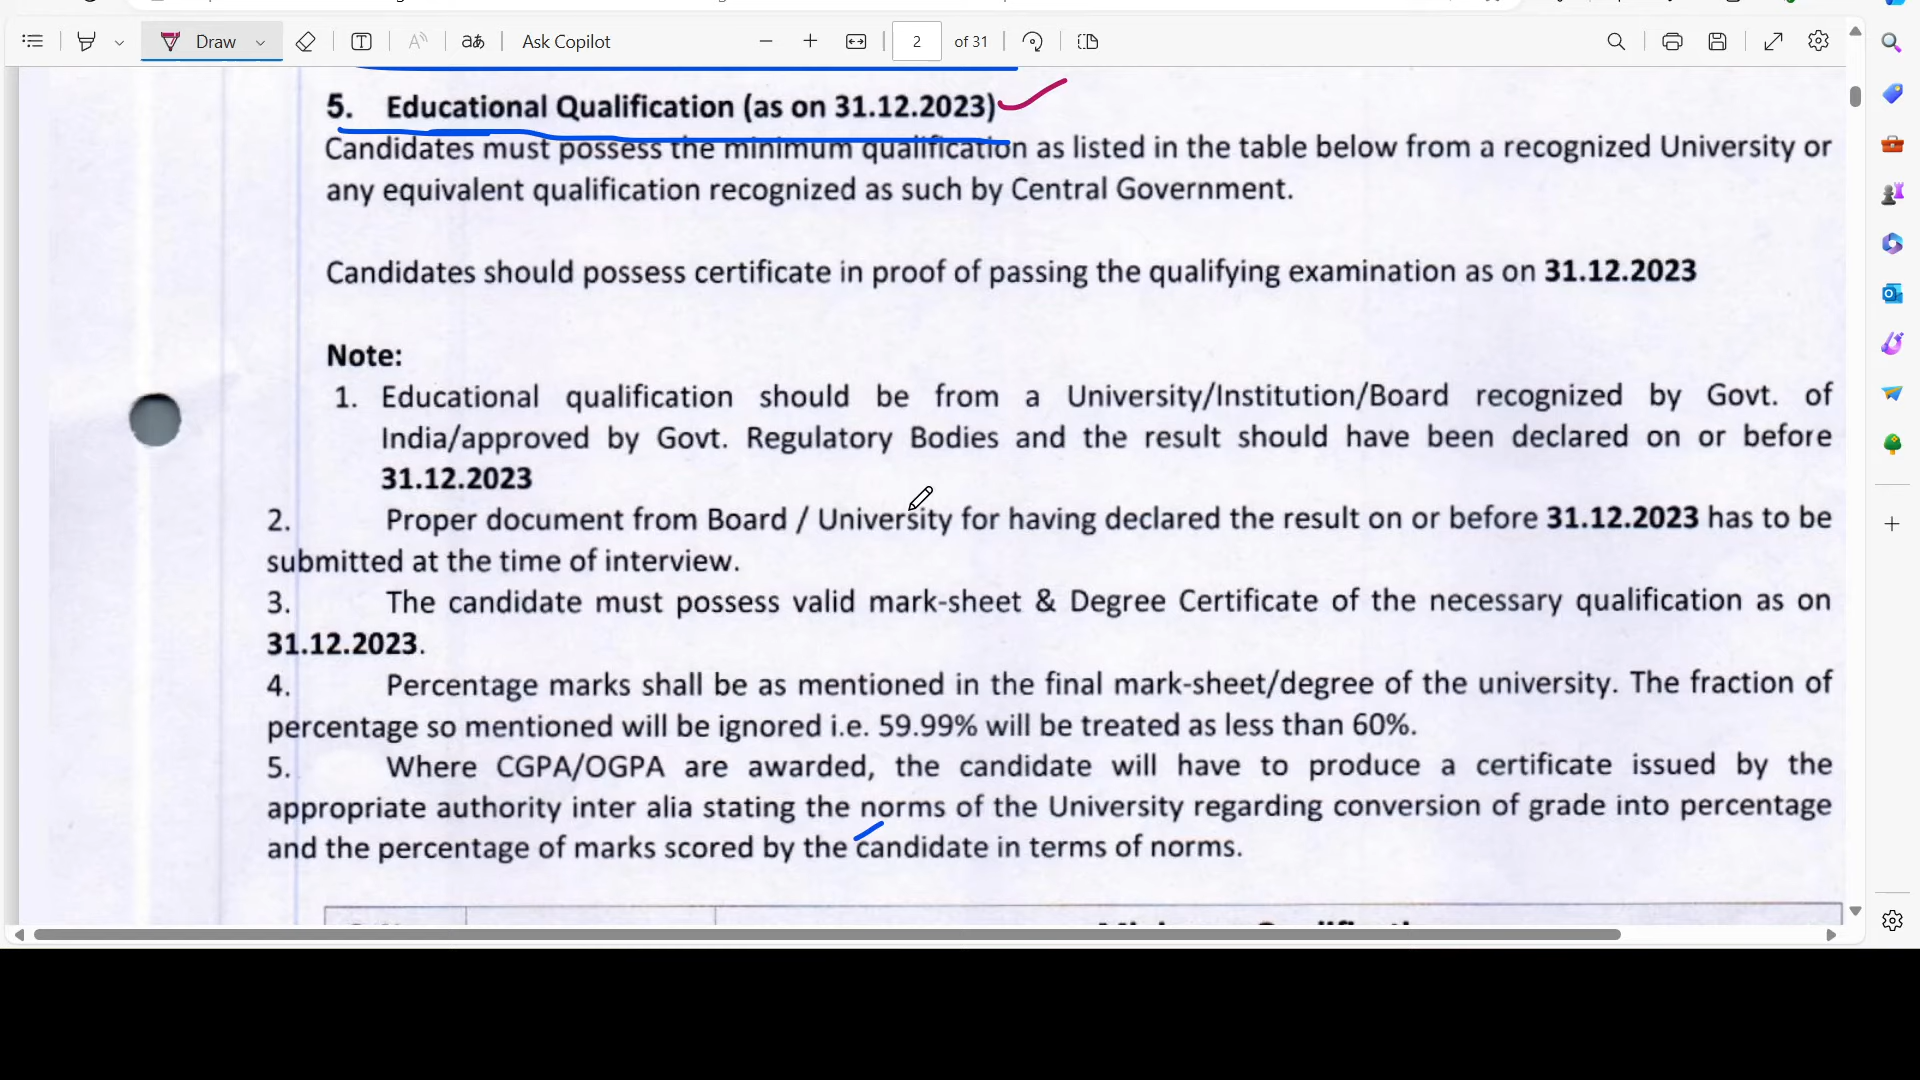 Draw
Ask Copilot
2 of 31
5. Educational Qualification (as on 31.12.2023)
Candidates must possess the minimum qualification as listed in the table below from a recognized University or
any equivalent qualification recognized as such by Central Government.
Candidates should possess certificate in proof of passing the qualifying examination as on 31.12.2023
Note:
1. Educational qualification should be from a University/Institution/Board recognized by Govt. of
India/approved by Govt. Regulatory Bodies and the result should have been declared on or before
31.12.2023
2. Proper document from Board / University for having declared the result on or before 31.12.2023 has to be
submitted at the time of interview.
3. The candidate must possess valid mark-sheet & Degree Certificate of the necessary qualification as on
31.12.2023.
4. Percentage marks shall be as mentioned in the final mark-sheet/degree of the university. The fraction of
percentage so mentioned will be ignored i.e. 59.99% will be treated as less than 60%.
5. Where CGPA/OGPA are awarded, the candidate will have to produce a certificate issued by the
appropriate authority inter alia stating the norms of the University regarding conversion of grade into percentage
and the percentage of marks scored by the candidate in terms of norms.